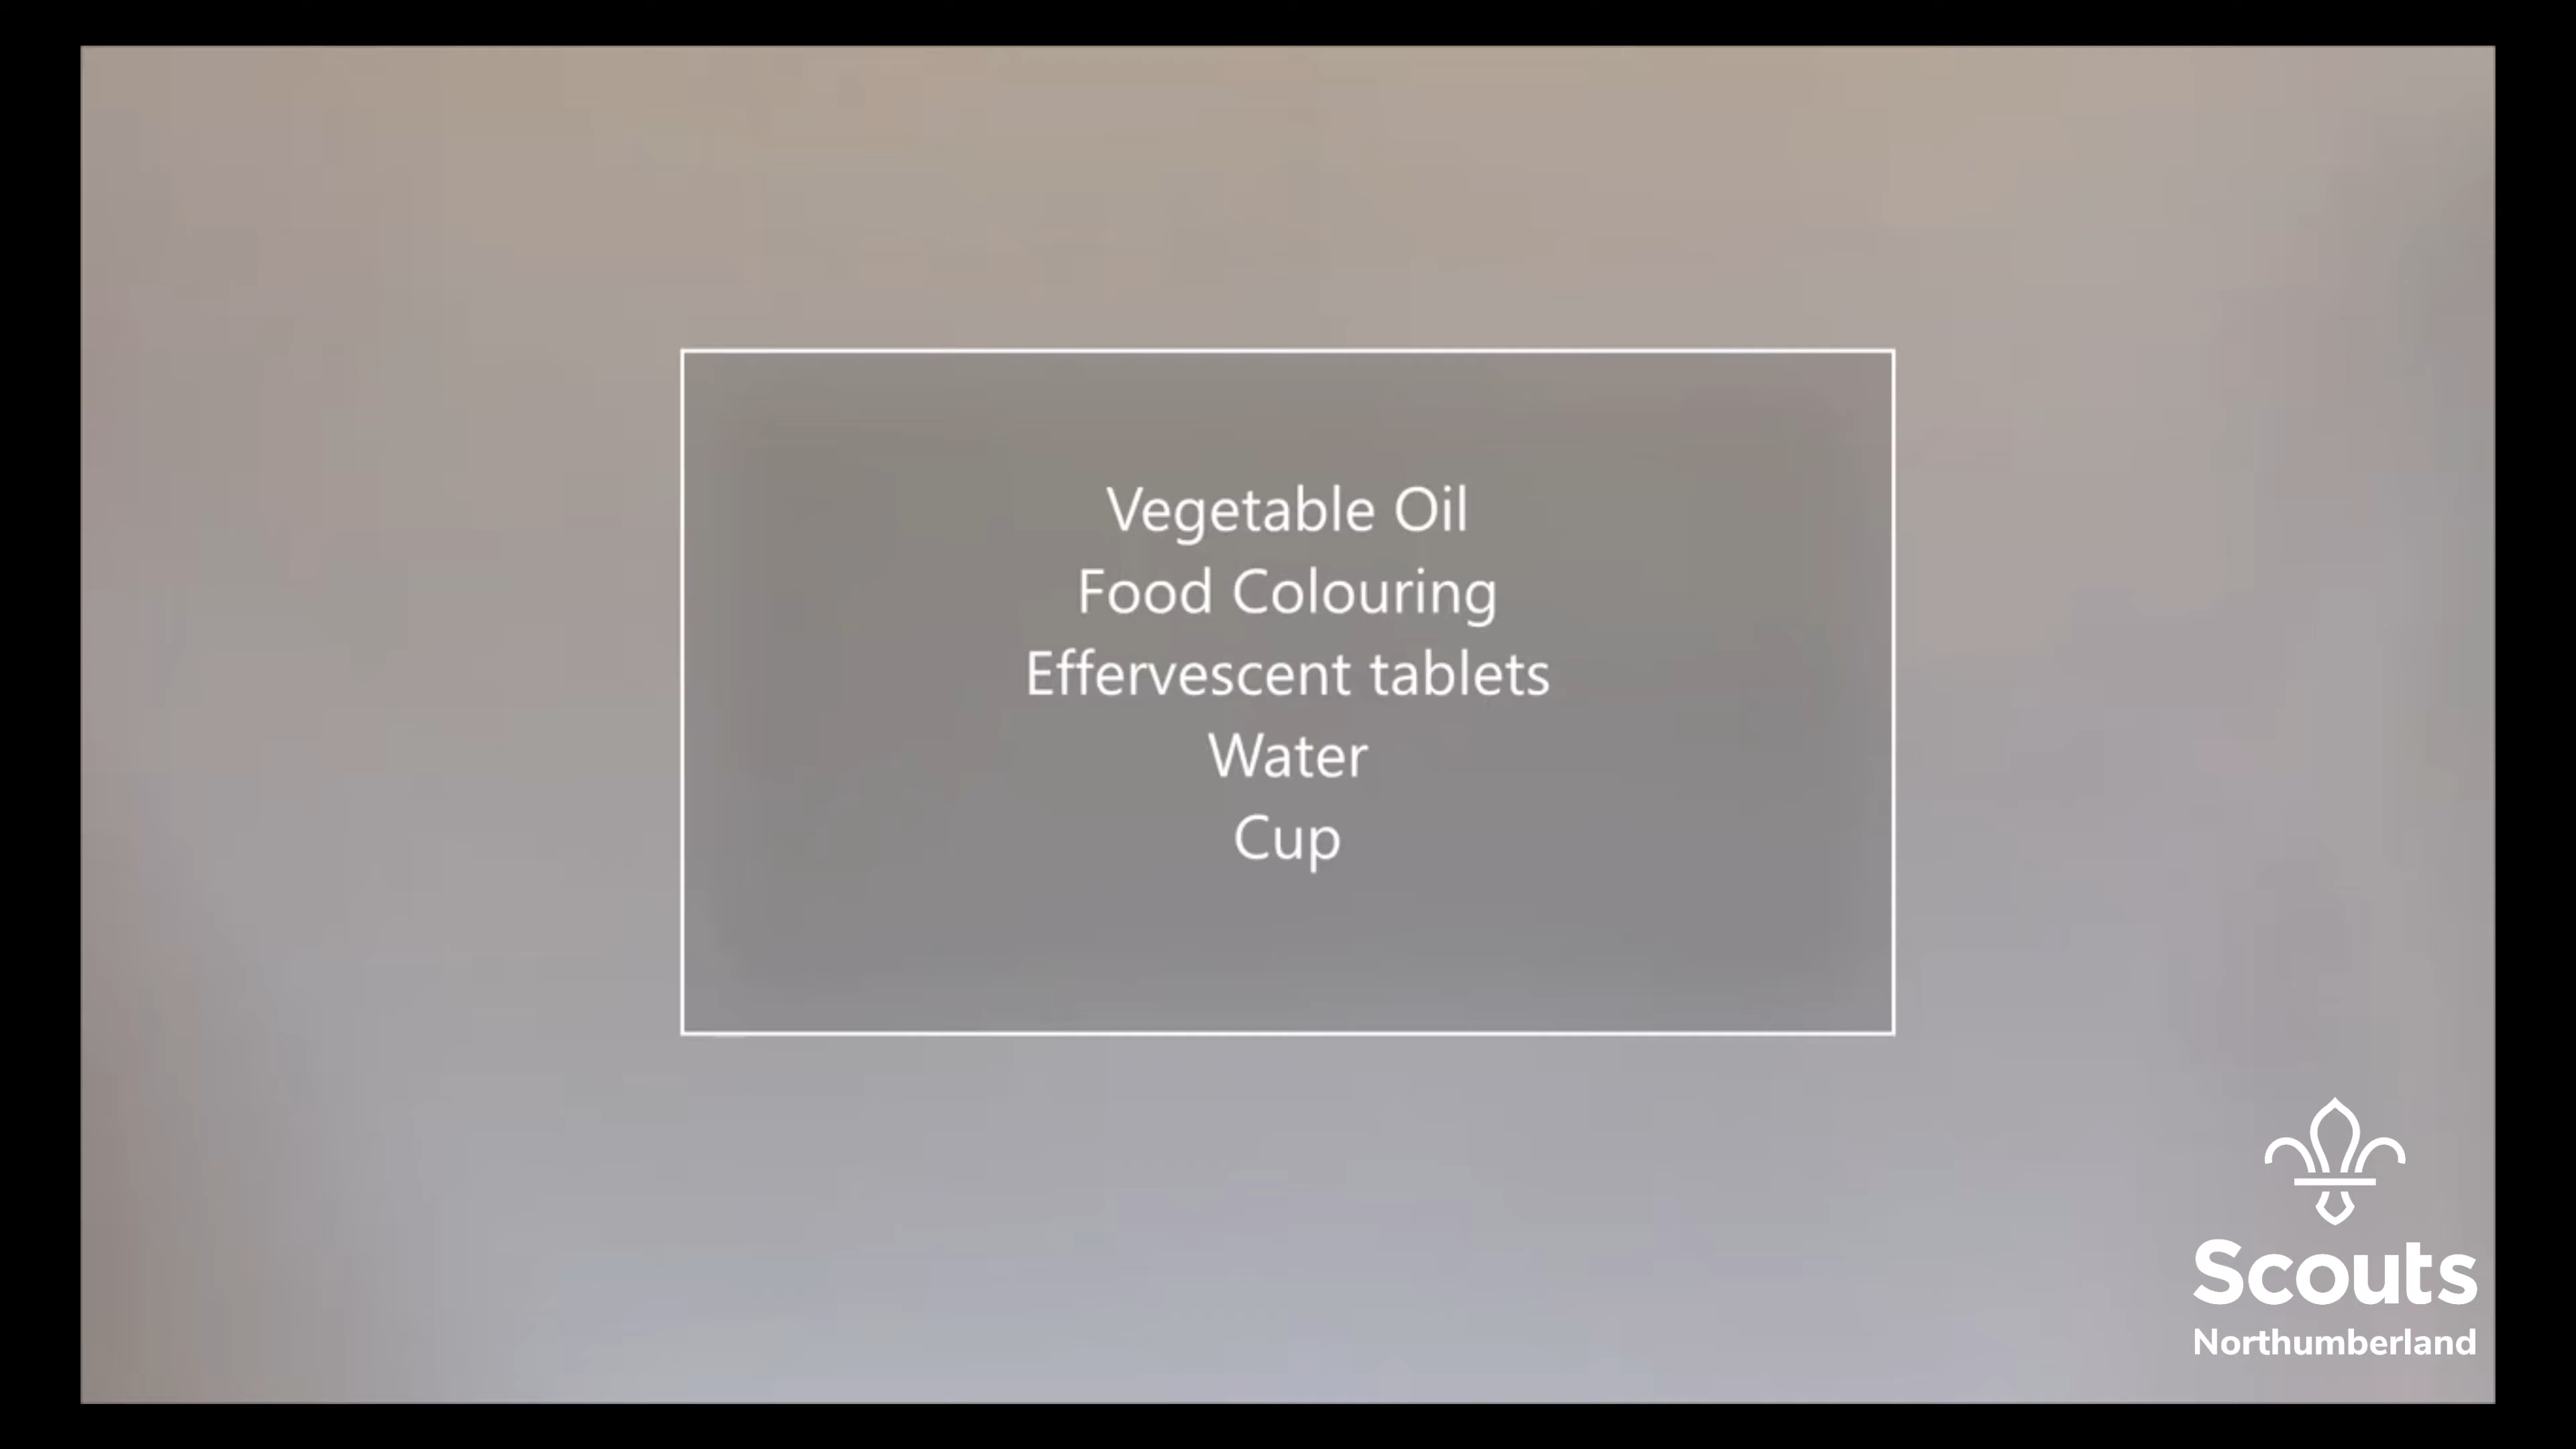 Vegetable Oil
Food Colouring
Effervescent tablets
Water
Cup
Scouts
Northumberland